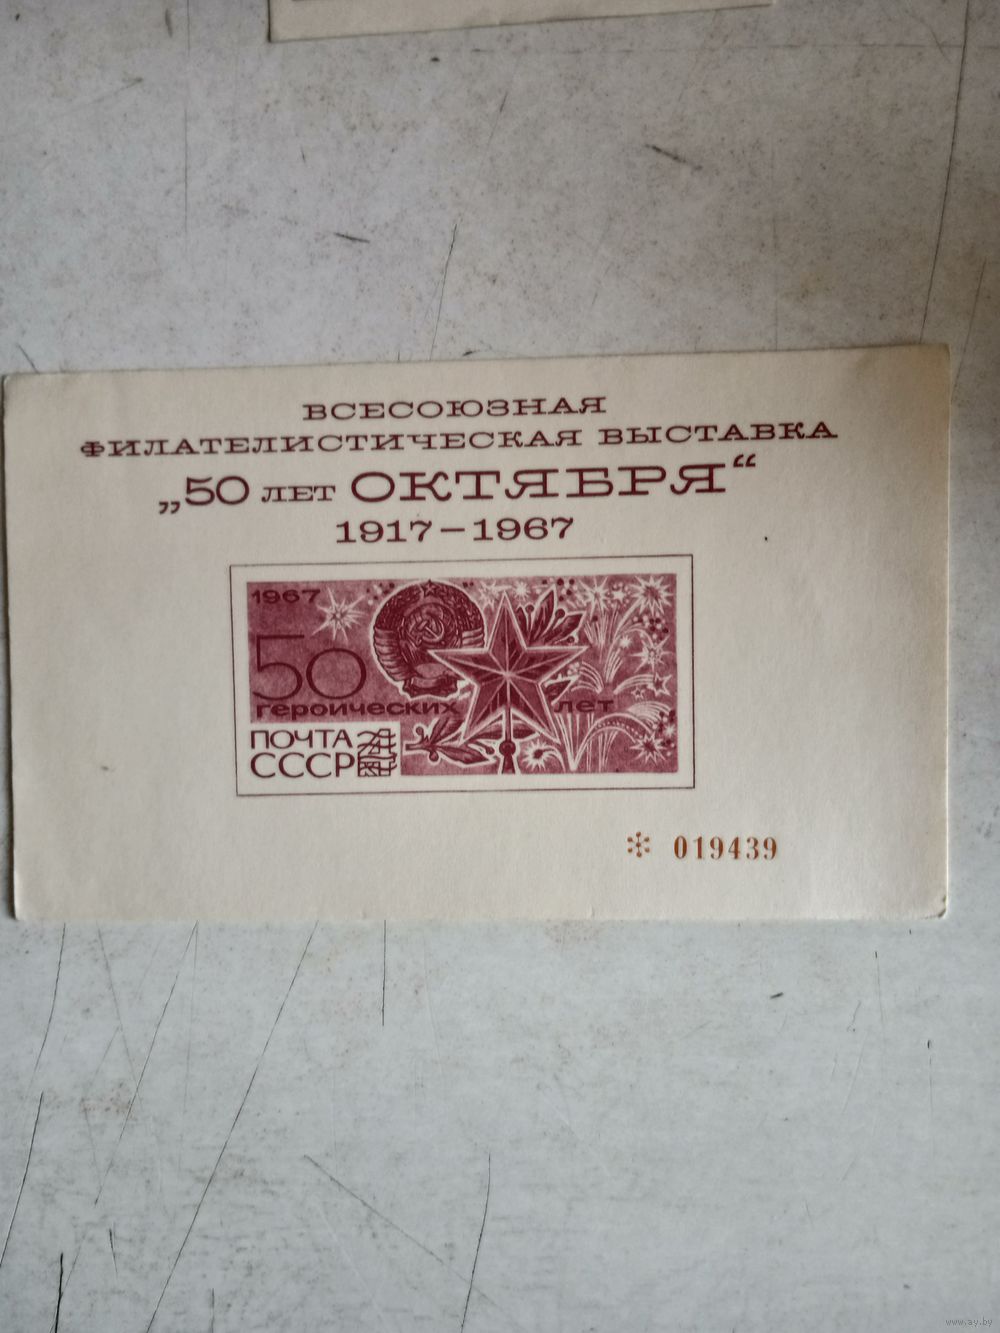 ВСЕСОЮЗНАЯ
ФИЛАТЕЛИСТИЧЕСКАЯ ВЫСТАВКА
„50 ЛЕТ ОКТЯБРЯ“
1917–1967
1967
50
героических лет
ПОЧТА
СССР
* 019439
www.ay.by